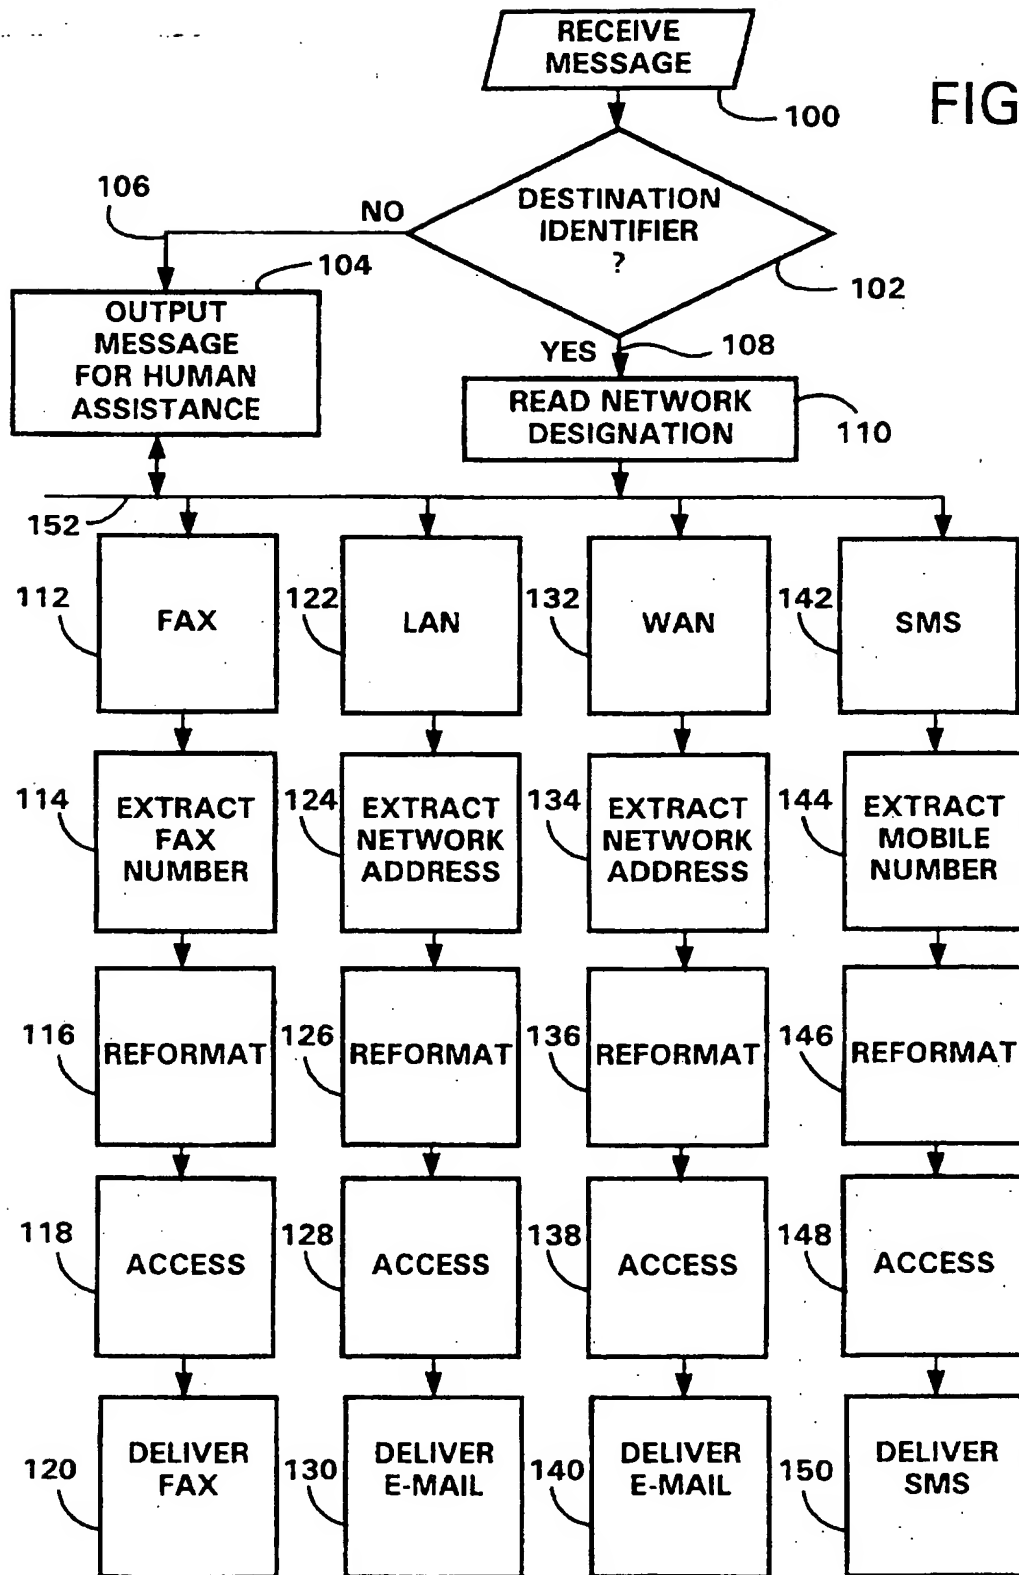 RECEIVE
MESSAGE
100
FIG
DESTINATION
IDENTIFIER
?
102
NO
106
104
OUTPUT
MESSAGE
FOR HUMAN
ASSISTANCE
YES
108
READ NETWORK
DESIGNATION
110
152
112
FAX
122
LAN
132
WAN
142
SMS
114
EXTRACT
FAX
NUMBER
124
EXTRACT
NETWORK
ADDRESS
134
EXTRACT
NETWORK
ADDRESS
144
EXTRACT
MOBILE
NUMBER
116
REFORMAT
126
REFORMAT
136
REFORMAT
146
REFORMAT
118
ACCESS
128
ACCESS
138
ACCESS
148
ACCESS
120
DELIVER
FAX
130
DELIVER
E-MAIL
140
DELIVER
E-MAIL
150
DELIVER
SMS